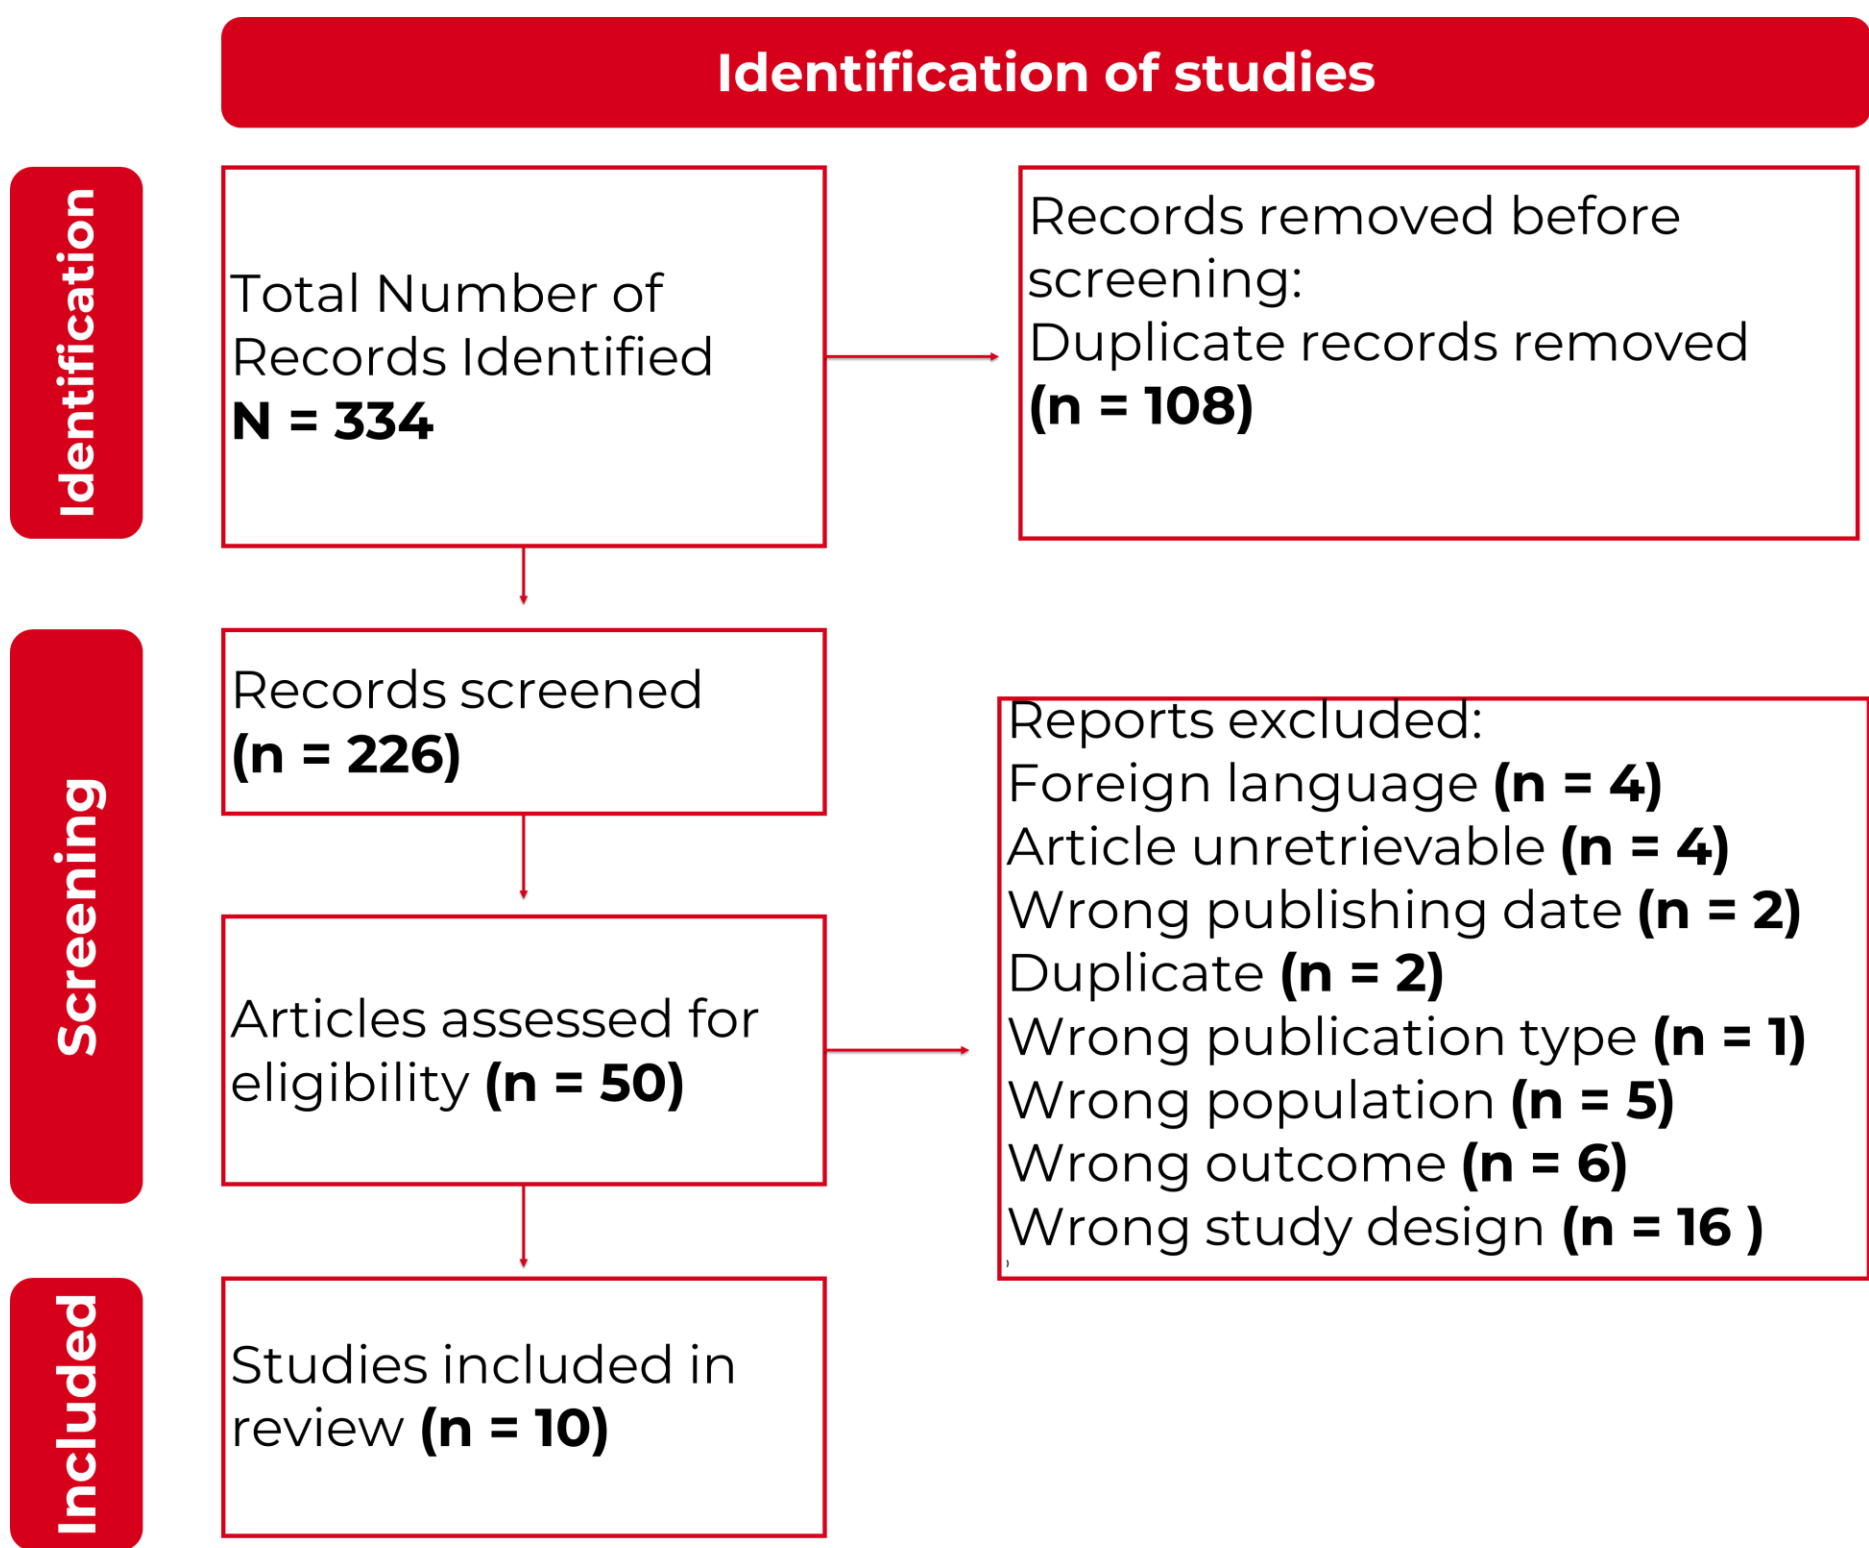 Identification of studies
Identification
Total Number of
Records Identified
N = 334
Records removed before
screening:
Duplicate records removed
(n = 108)
Screening
Records screened
(n = 226)
Articles assessed for
eligibility (n = 50)
Reports excluded:
Foreign language (n = 4)
Article unretrievable (n = 4)
Wrong publishing date (n = 2)
Duplicate (n = 2)
Wrong publication type (n = 1)
Wrong population (n = 5)
Wrong outcome (n = 6)
Wrong study design (n = 16 )
)
Included
Studies included in
review (n = 10)